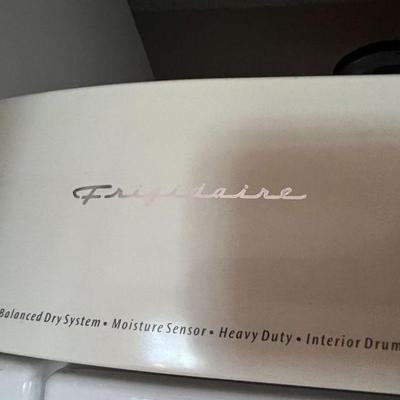 Frigidaire
Balanced Dry System • Moisture Sensor • Heavy Duty • Interior Drum